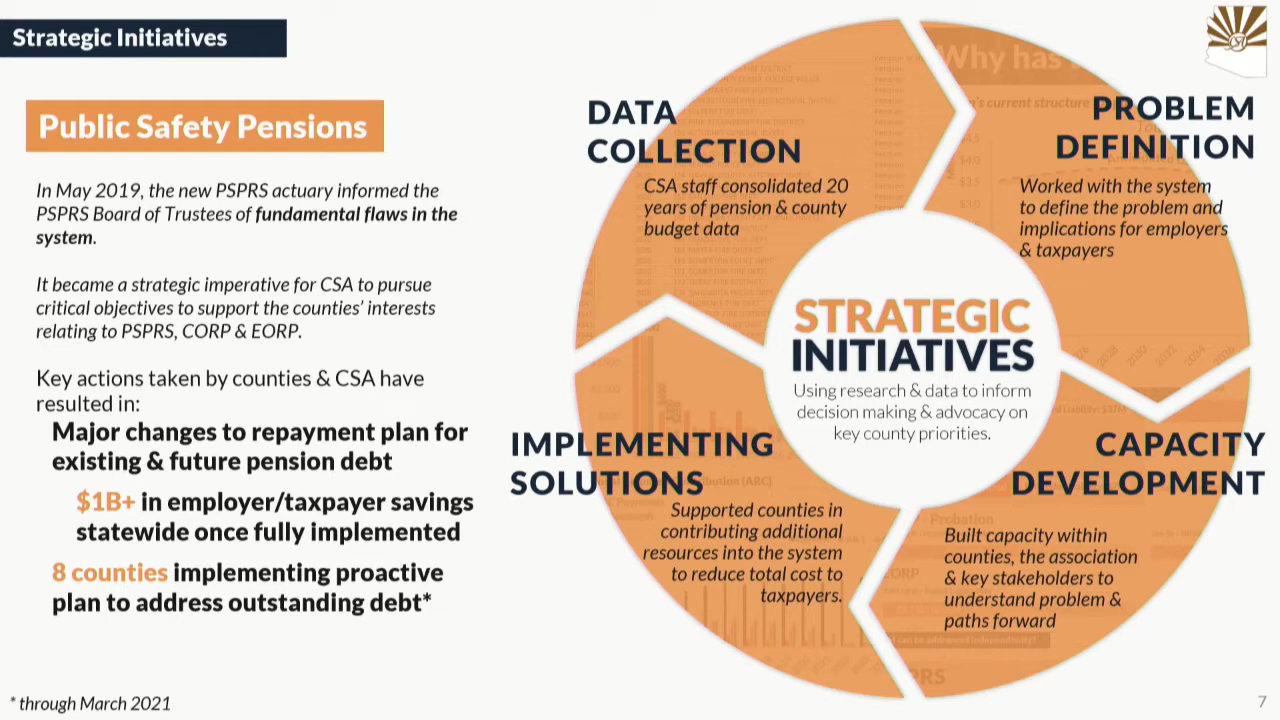 Strategic Initiatives
Public Safety Pensions
In May 2019, the new PSPRS actuary informed the
PSPRS Board of Trustees of fundamental flaws in the
system.
It became a strategic imperative for CSA to pursue
critical objectives to support the counties' interests
relating to PSPRS, CORP & EORP.
Key actions taken by counties & CSA have
resulted in:
Major changes to repayment plan for
existing & future pension debt
$1B+ in employer/taxpayer savings
statewide once fully implemented
8 counties implementing proactive
plan to address outstanding debt*
* through March 2021
DATA
COLLECTION
CSA staff consolidated 20
years of pension & county
budget data
Why has
PROBLEM
DEFINITION
Worked with the system
to define the problem and
implications for employers
& taxpayers
STRATEGIC
INITIATIVES
Using research & data to inform
decision making & advocacy on
key county priorities.
IMPLEMENTING
SOLUTIONS
Supported counties in
contributing additional
resources into the system
to reduce total cost to
taxpayers.
CAPACITY
DEVELOPMENT
Probation
Built capacity within
counties, the association
& key stakeholders to
understand problem &
paths forward
7